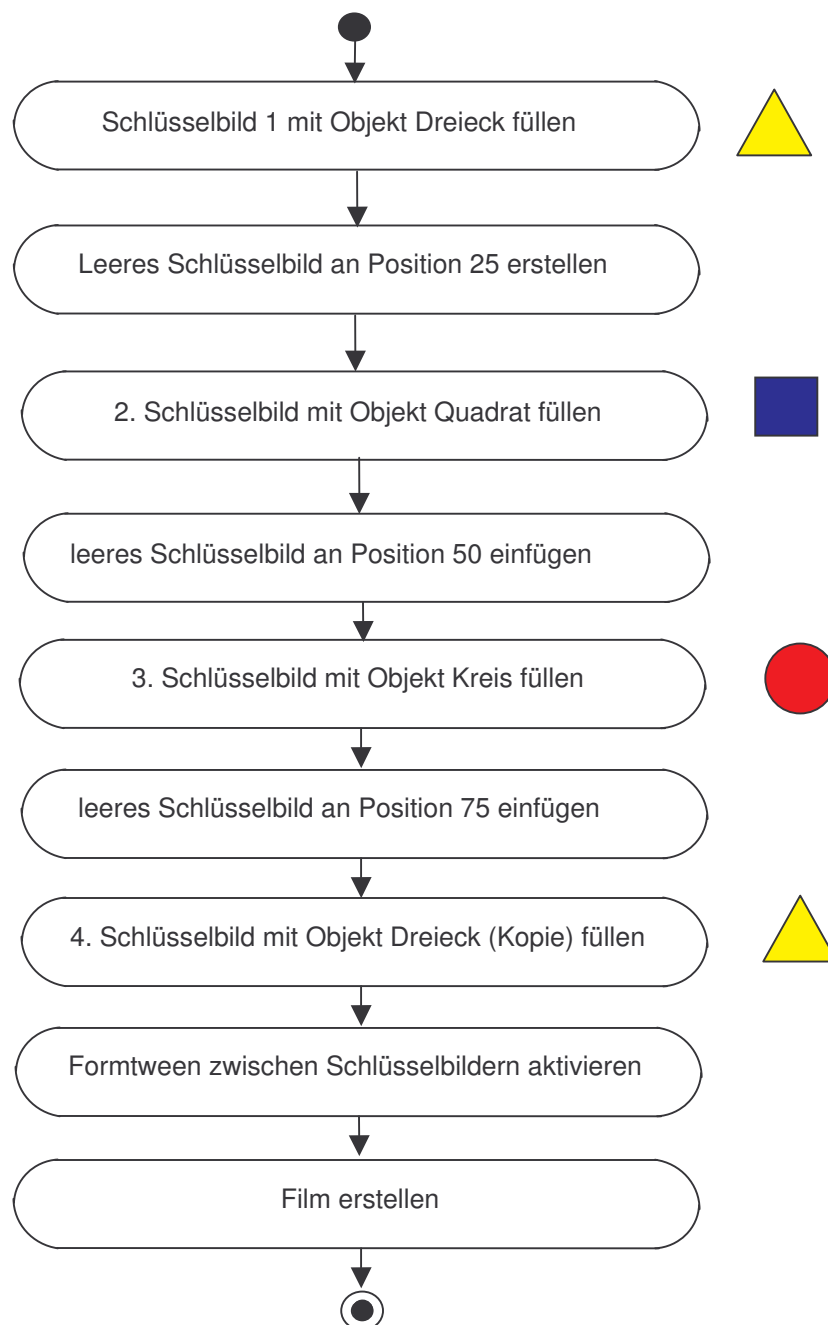 Schlüsselbild 1 mit Objekt Dreieck füllen
Leeres Schlüsselbild an Position 25 erstellen
2. Schlüsselbild mit Objekt Quadrat füllen
leeres Schlüsselbild an Position 50 einfügen
3. Schlüsselbild mit Objekt Kreis füllen
leeres Schlüsselbild an Position 75 einfügen
4. Schlüsselbild mit Objekt Dreieck (Kopie) füllen
Formtween zwischen Schlüsselbildern aktivieren
Film erstellen